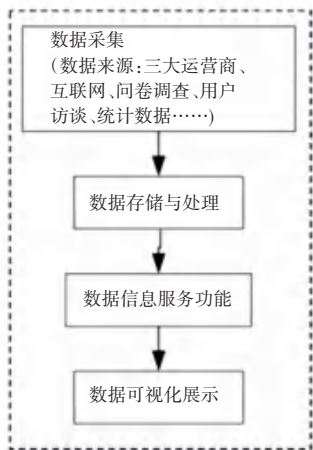 数据采集
(数据来源:三大运营商、
互联网、问卷调查、用户
访谈、统计数据……)
数据存储与处理
数据信息服务功能
数据可视化展示